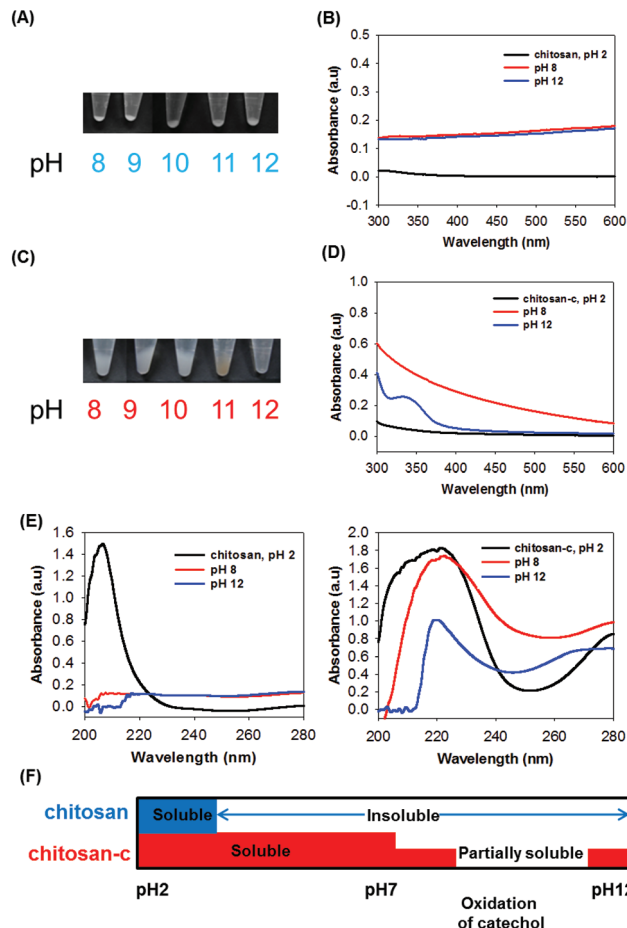 (A)
pH 8 9 10 11 12
(B)
Absorbance (a.u)
0.5
0.4
0.3
0.2
0.1
0.0
-0.1
chitosan, pH 2
pH 8
pH 12
300 350 400 450 500 550 600
Wavelength (nm)
(C)
pH 8 9 10 11 12
(D)
Absorbance (a.u)
1.0
0.8
0.6
0.4
0.2
0.0
chitosan-c, pH 2
pH 8
pH 12
300 350 400 450 500 550 600
Wavelength (nm)
(E)
Absorbance (a.u)
1.6
1.4
1.2
1.0
0.8
0.6
0.4
0.2
0.0
chitosan, pH 2
pH 8
pH 12
200 220 240 260 280
Wavelength (nm)
Absorbance (a.u)
2.0
1.8
1.6
1.4
1.2
1.0
0.8
0.6
0.4
0.2
0.0
chitosan-c, pH 2
pH 8
pH 12
200 220 240 260 280
Wavelength (nm)
(F)
chitosan Soluble Insoluble
chitosan-c Soluble Partially soluble
pH2 pH7 pH12
Oxidation
of catechol